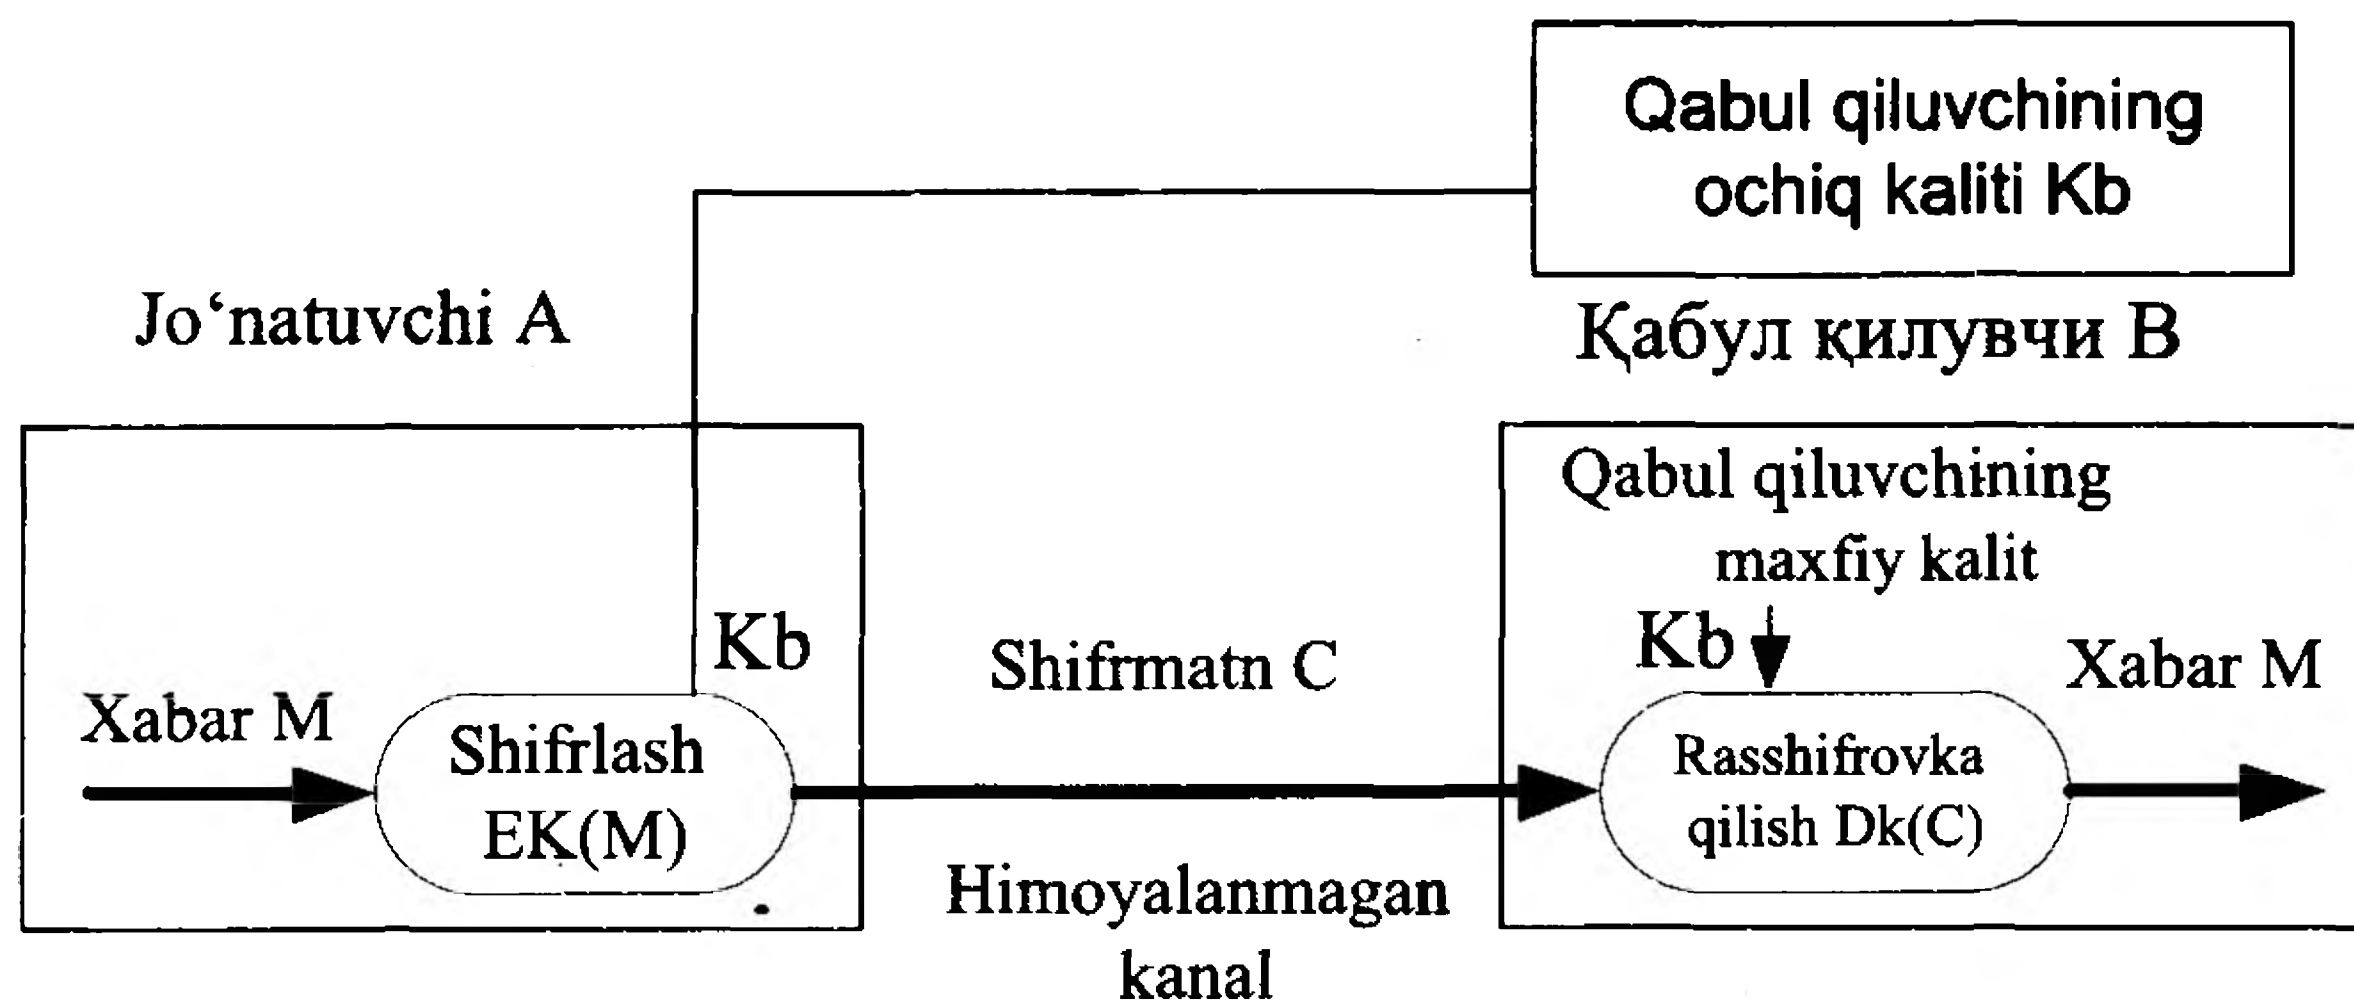 Qabul qiluvchining
ochiq kaliti Kb
Jo‘natuvchi A
Қабул қилувчи B
Qabul qiluvchining
maxfiy kalit
Kb
Kb
Shifrmatn C
Xabar M
Xabar M
Shifrlash
EK(M)
Rasshifrovka
qilish Dk(C)
Himoyalanmagan
kanal